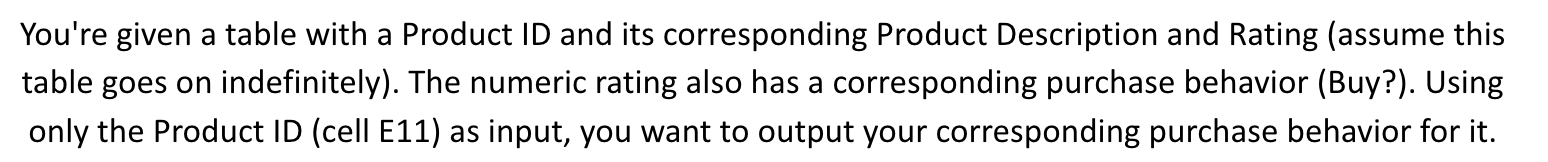 You're given a table with a Product ID and its corresponding Product Description and Rating (assume this
table goes on indefinitely). The numeric rating also has a corresponding purchase behavior (Buy?). Using
only the Product ID (cell E11) as input, you want to output your corresponding purchase behavior for it.